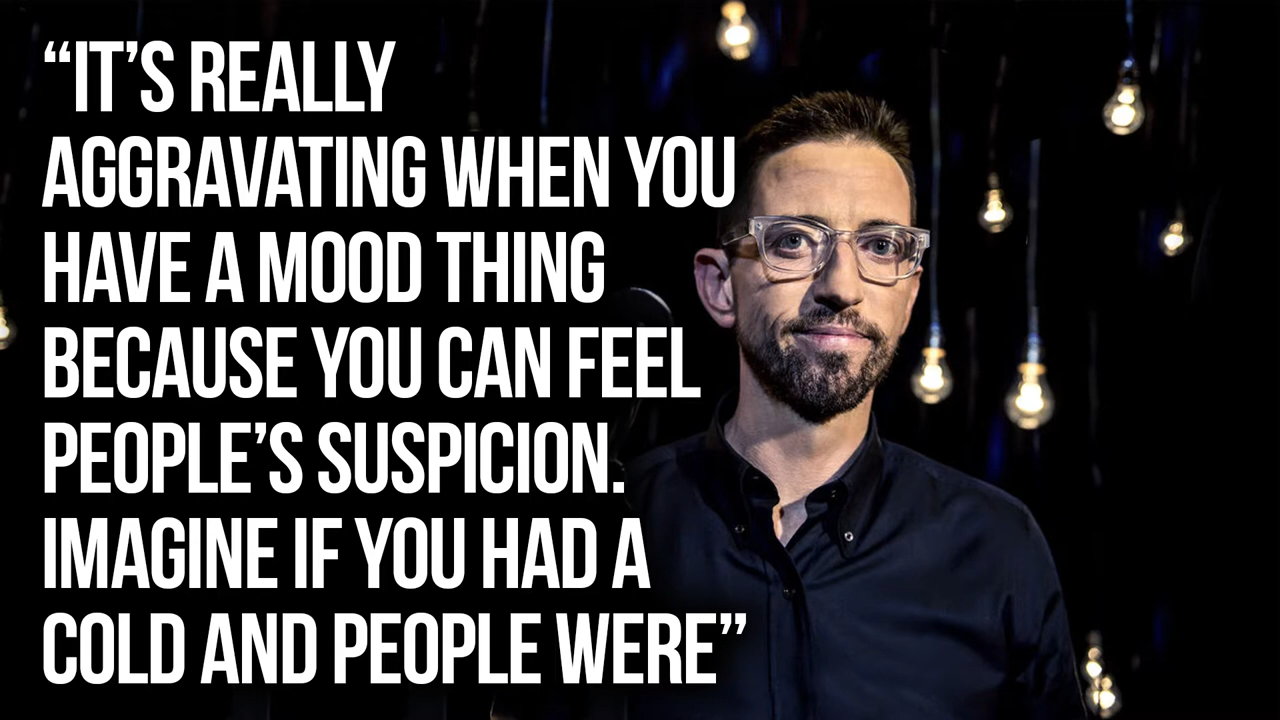 “IT’S REALLY
AGGRAVATING WHEN YOU
HAVE A MOOD THING
BECAUSE YOU CAN FEEL
PEOPLE’S SUSPICION.
IMAGINE IF YOU HAD A
COLD AND PEOPLE WERE”